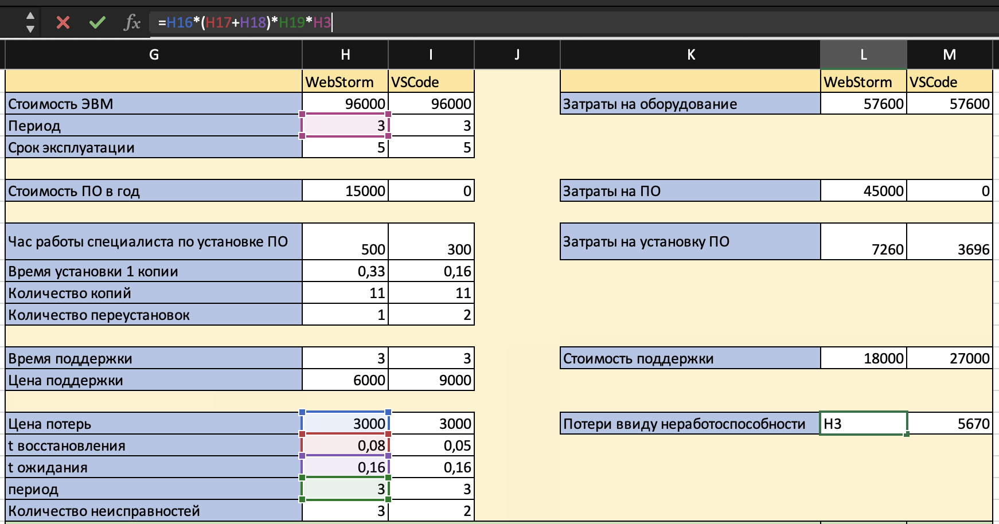 fx =H16*(H17+H18)*H19*H3
G H I J K L M
WebStorm VSCode WebStorm VSCode
Стоимость ЭВМ 96000 96000 Затраты на оборудование 57600 57600
Период 3 3
Срок эксплуатации 5 5
Стоимость ПО в год 15000 0 Затраты на ПО 45000 0
Час работы специалиста по установке ПО 500 300 Затраты на установку ПО 7260 3696
Время установки 1 копии 0,33 0,16
Количество копий 11 11
Количество переустановок 1 2
Время поддержки 3 3 Стоимость поддержки 18000 27000
Цена поддержки 6000 9000
Цена потерь 3000 3000 Потери ввиду неработоспособности H3 5670
t восстановления 0,08 0,05
t ожидания 0,16 0,16
период 3 3
Количество неисправностей 3 2